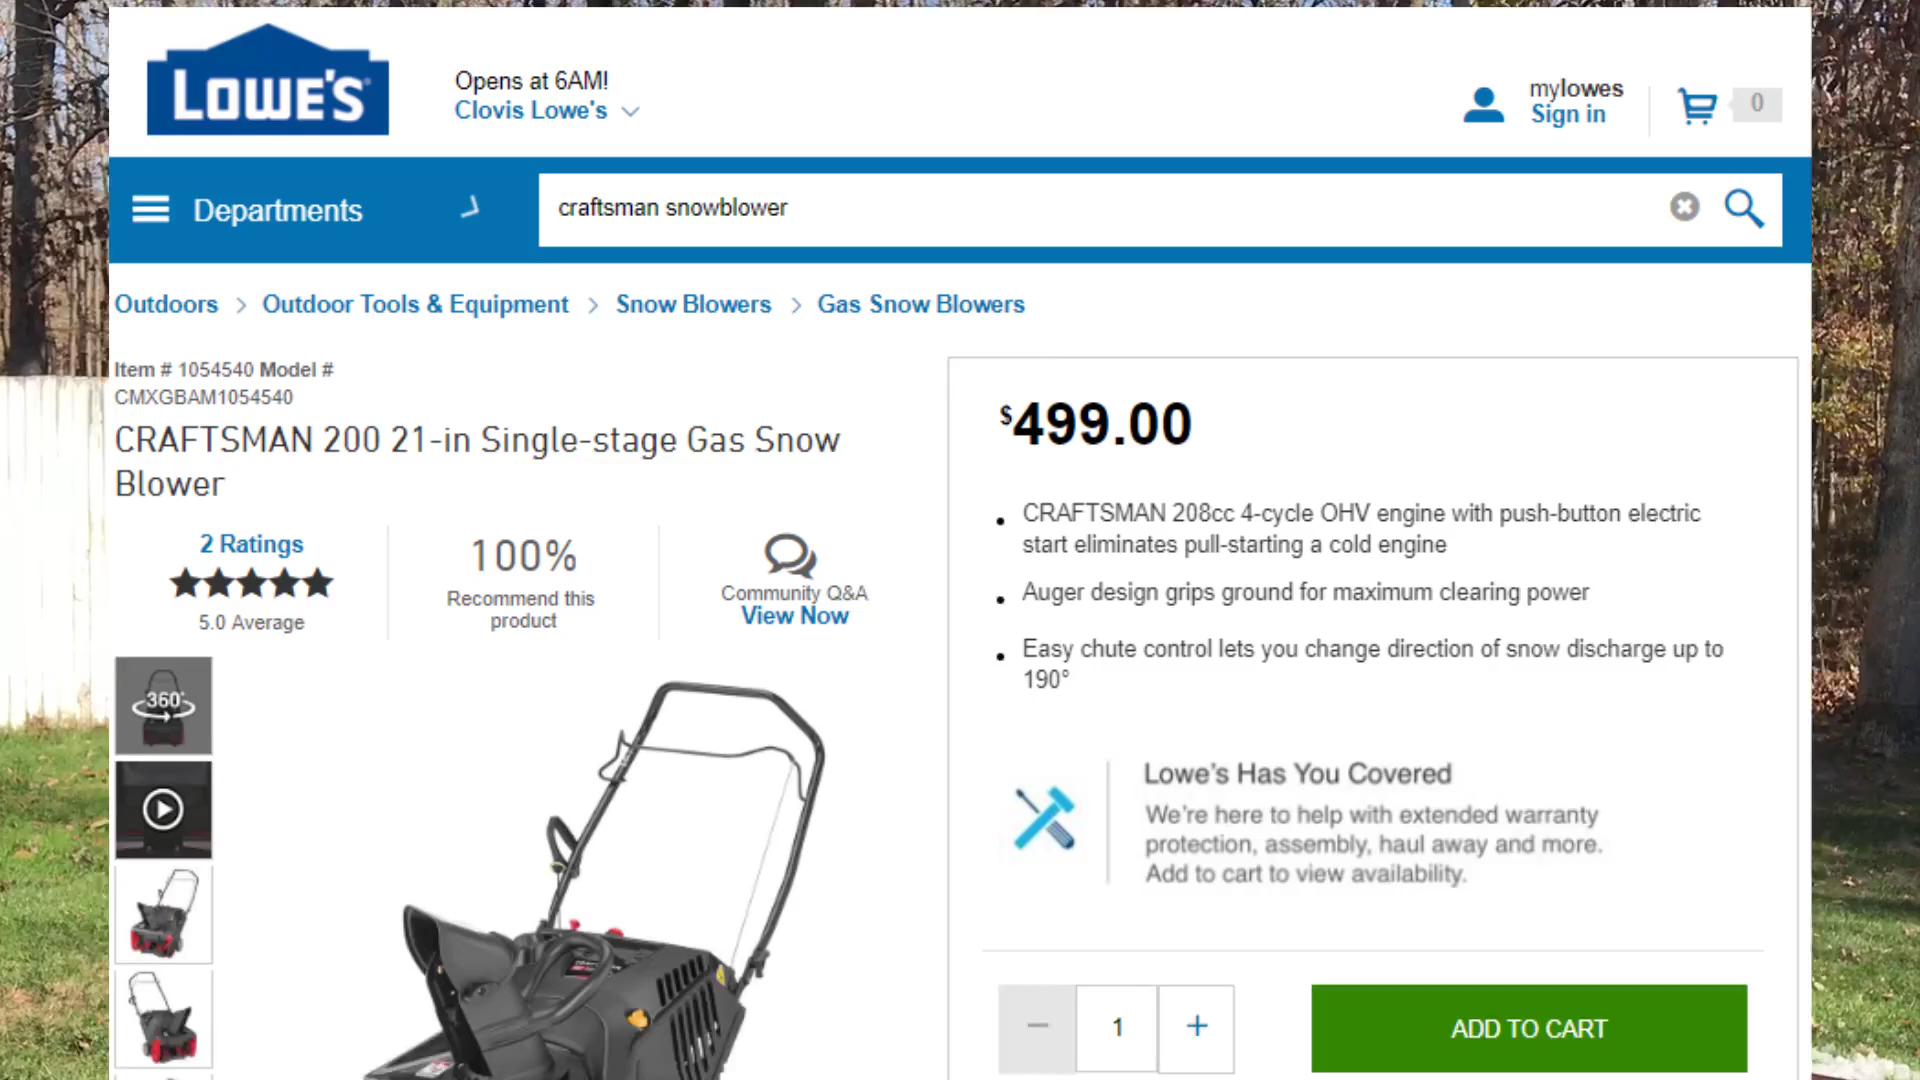 LOWE'S
Opens at 6AM!
Clovis Lowe's
mylowes
Sign in
0
Departments
craftsman snowblower
Outdoors > Outdoor Tools & Equipment > Snow Blowers > Gas Snow Blowers
Item # 1054540 Model #
CMXGBAM1054540
CRAFTSMAN 200 21-in Single-stage Gas Snow
Blower
2 Ratings
5.0 Average
100%
Recommend this
product
Community Q&A
View Now
360°
$499.00
• CRAFTSMAN 208cc 4-cycle OHV engine with push-button electric
start eliminates pull-starting a cold engine
• Auger design grips ground for maximum clearing power
• Easy chute control lets you change direction of snow discharge up to
190°
Lowe's Has You Covered
We're here to help with extended warranty
protection, assembly, haul away and more.
Add to cart to view availability.
− 1 +
ADD TO CART